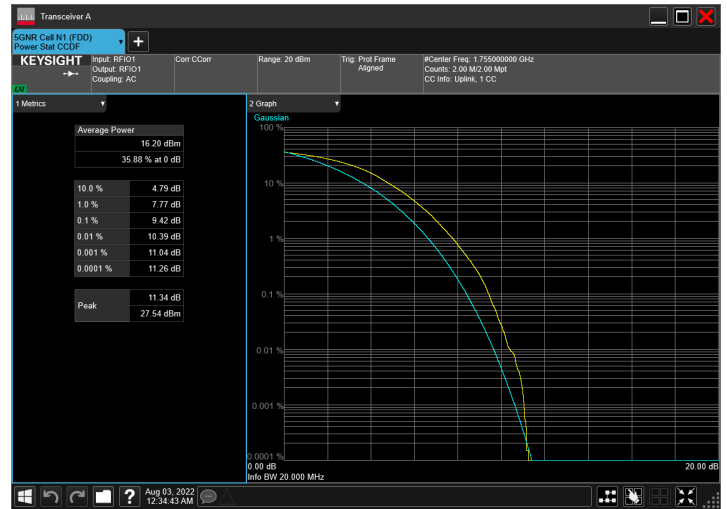 Transceiver A
5GNR Cell N1 (FDD)
Power Stat CCDF
KEYSIGHT
LXI
Input: RFIO1
Output: RFIO1
Coupling: AC
Corr CCorr
Range: 20 dBm
Trig: Prot Frame
Aligned
#Center Freq: 1.755000000 GHz
Counts: 2.00 M/2.00 Mpt
CC Info: Uplink, 1 CC
1 Metrics
Average Power
16.20 dBm
35.88 % at 0 dB
10.0 % 4.79 dB
1.0 % 7.77 dB
0.1 % 9.42 dB
0.01 % 10.39 dB
0.001 % 11.04 dB
0.0001 % 11.26 dB
Peak
11.34 dB
27.54 dBm
2 Graph
Gaussian
100 %
10 %
1 %
0.1 %
0.01 %
0.001 %
0.0001 %
0.00 dB 20.00 dB
Info BW 20.000 MHz
Aug 03, 2022
12:34:43 AM